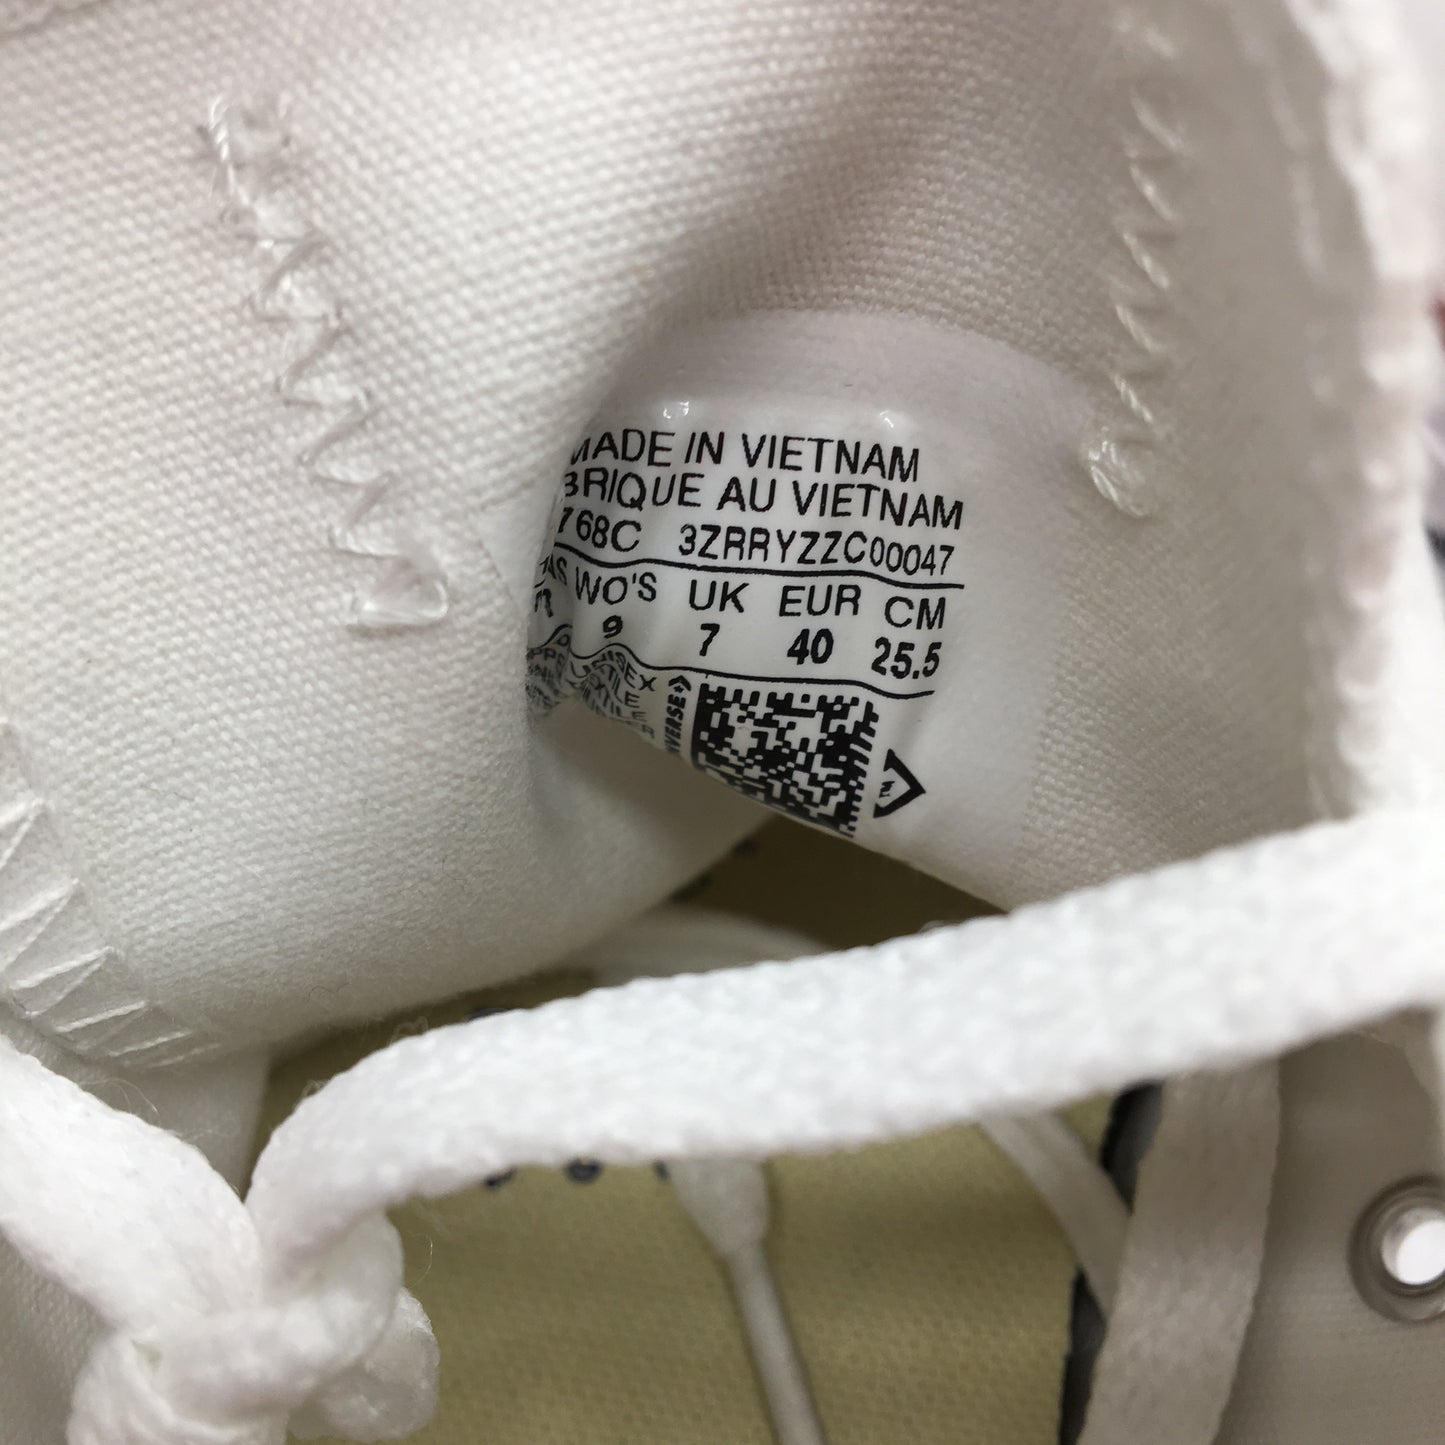 MADE IN VIETNAM
BRIQUE AU VIETNAM
768C 3ZRRYZZC00047
WO'S UK EUR CM
9 7 40 25.5